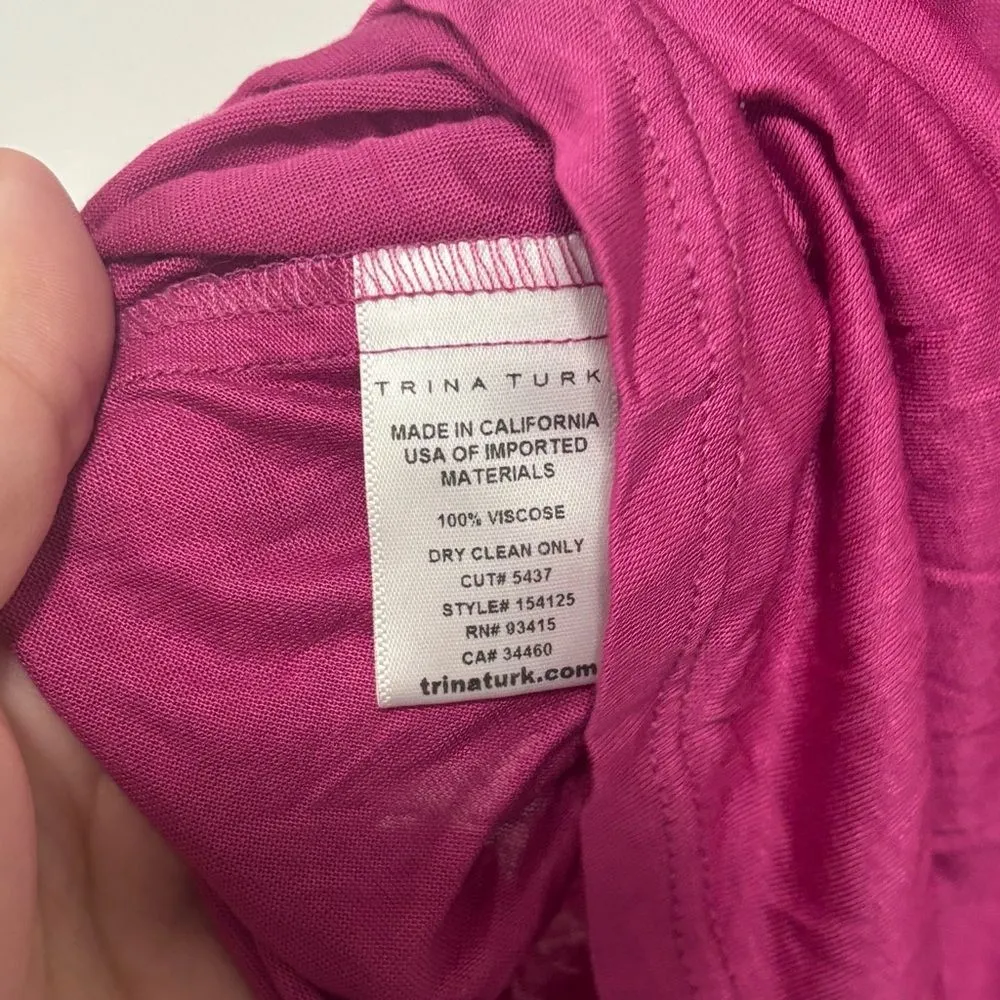 TRINA TURK
MADE IN CALIFORNIA
USA OF IMPORTED
MATERIALS
100% VISCOSE
DRY CLEAN ONLY
CUT# 5437
STYLE# 154125
RN# 93415
CA# 34460
trinaturk.com